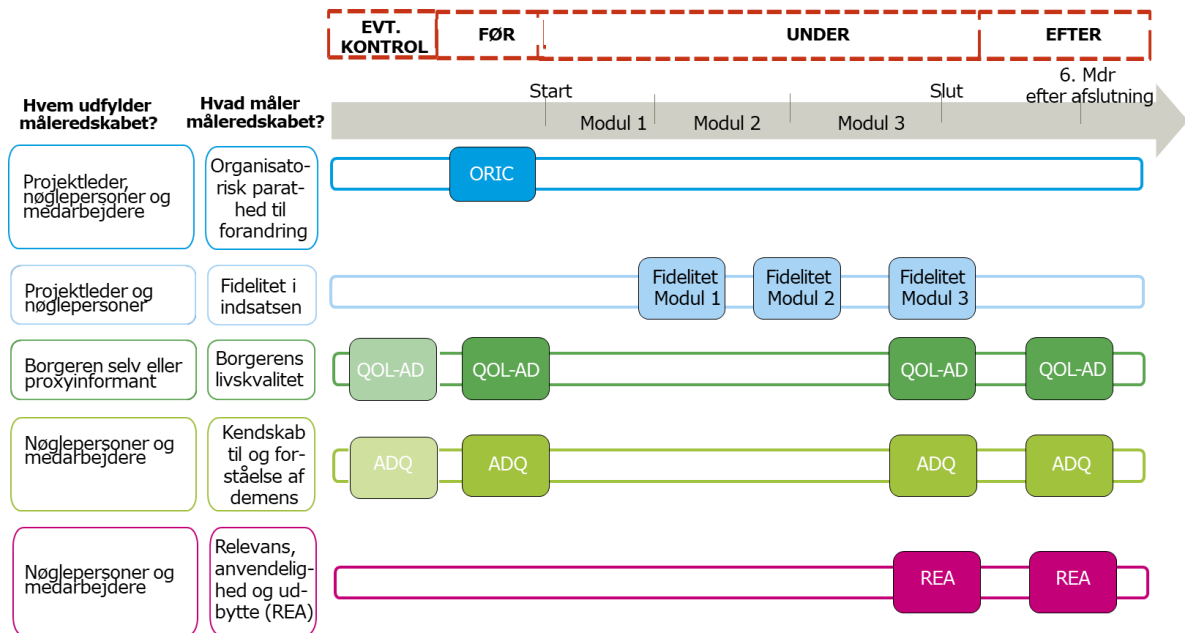 EVT.
KONTROL
FØR
UNDER
EFTER
Start
Slut
6. Mdr
efter afslutning
Hvem udfylder
måleredskabet?
Hvad måler
måleredskabet?
Modul 1
Modul 2
Modul 3
Projektleder,
nøglepersoner og
medarbejdere
Organisato-
risk parat-
hed til
forandring
ORIC
Projektleder og
nøglepersoner
Fidelitet i
indsatsen
Fidelitet
Modul 1
Fidelitet
Modul 2
Fidelitet
Modul 3
Borgeren selv eller
proxyinformant
Borgerens
livskvalitet
QOL-AD
QOL-AD
QOL-AD
QOL-AD
Nøglepersoner og
medarbejdere
Kendskab
til og for-
ståelse af
demens
ADQ
ADQ
ADQ
ADQ
Nøglepersoner og
medarbejdere
Relevans,
anvendelig-
hed og ud-
bytte (REA)
REA
REA